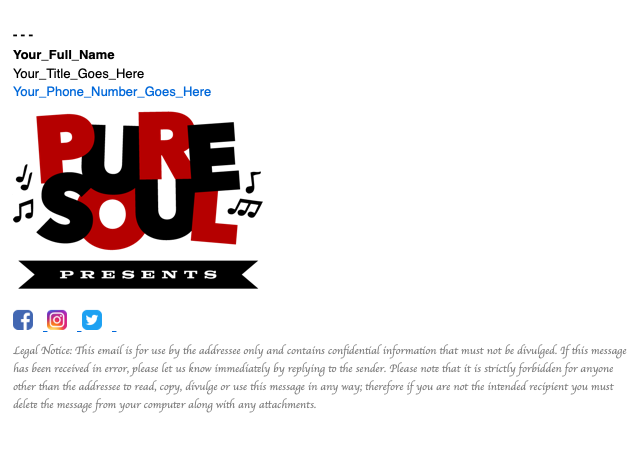 ---
Your_Full_Name
Your_Title_Goes_Here
Your_Phone_Number_Goes_Here
PURE
SOUL
PRESENTS
Legal Notice: This email is for use by the addressee only and contains confidential information that must not be divulged. If this message
has been received in error, please let us know immediately by replying to the sender. Please note that it is strictly forbidden for anyone
other than the addressee to read, copy, divulge or use this message in any way; therefore if you are not the intended recipient you must
delete the message from your computer along with any attachments.